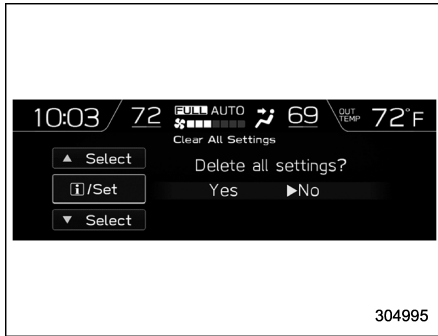 10:03 72 FULL AUTO 69 OUT TEMP 72°F
Clear All Settings
▲ Select
Delete all settings?
i/Set
Yes ▶No
▼ Select
304995